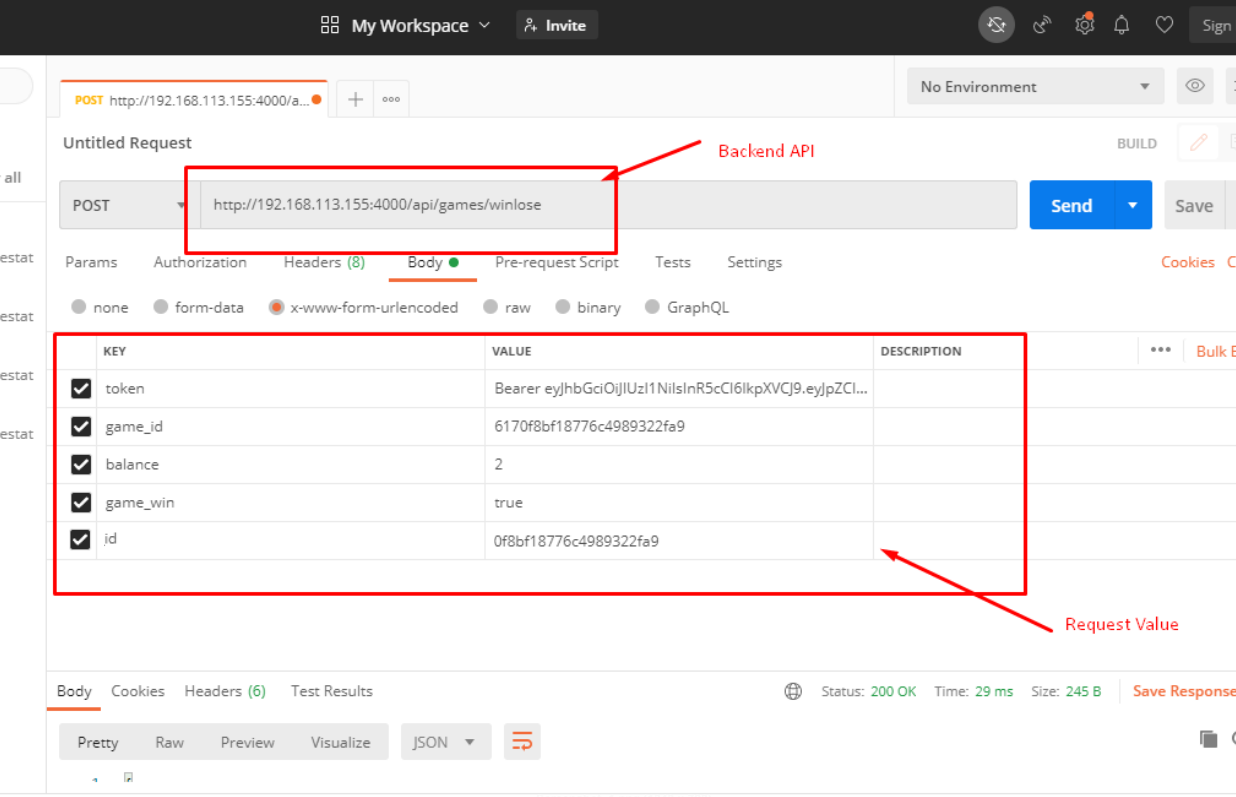 My Workspace
Invite
Sign
POST http://192.168.113.155:4000/a...
No Environment
Untitled Request
BUILD
Backend API
all
POST
http://192.168.113.155:4000/api/games/winlose
Send
Save
estat
Params Authorization Headers (8) Body Pre-request Script Tests Settings
Cookies C
none form-data x-www-form-urlencoded raw binary GraphQL
estat
KEY VALUE DESCRIPTION
Bulk E
estat
token Bearer eyJhbGciOiJIUzI1NiIsInR5cCI6IkpXVCJ9.eyJpZCI...
game_id 6170f8bf18776c4989322fa9
estat
balance 2
game_win true
id 0f8bf18776c4989322fa9
Request Value
Body Cookies Headers (6) Test Results
Status: 200 OK Time: 29 ms Size: 245 B
Save Response
Pretty Raw Preview Visualize JSON